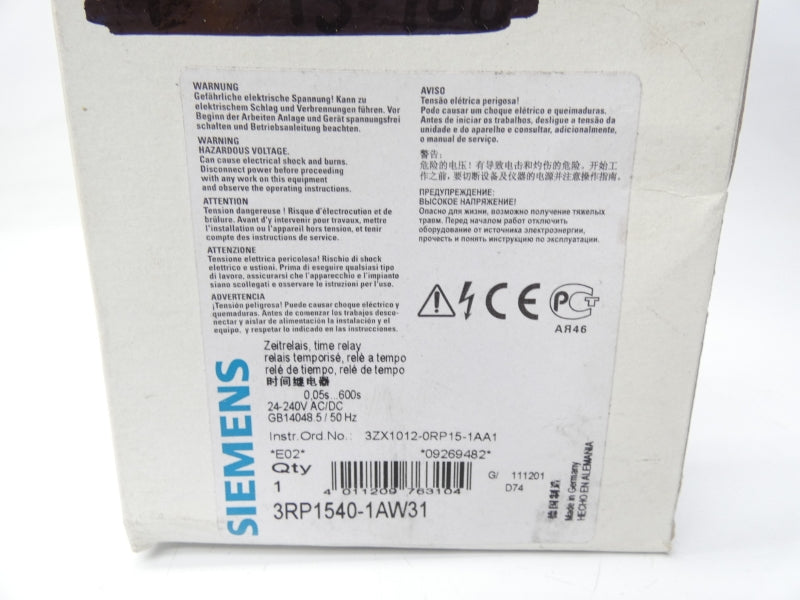 WARNUNG
Gefährliche elektrische Spannung! Kann zu
elektrischem Schlag und Verbrennungen führen. Vor
Beginn der Arbeiten Anlage und Gerät spannungsfrei
schalten und Betriebsanleitung beachten.
WARNING
HAZARDOUS VOLTAGE.
Can cause electrical shock and burns.
Disconnect power before proceeding
with any work on this equipment
and observe the operating instructions.
ATTENTION
Tension dangereuse ! Risque d'électrocution et de
brûlure. Avant d'y intervenir pour travaux, mettre
l'installation ou l'appareil hors tension, et tenir
compte des instructions de service.
ATTENZIONE
Tensione elettrica pericolosa! Rischio di shock
elettrico e ustioni. Prima di eseguire qualsiasi tipo
di lavoro, assicurarsi che l'apparecchio e l'impianto
siano scollegati e osservare le istruzioni per l'uso.
ADVERTENCIA
¡Tensión peligrosa! Puede causar choque eléctrico y
quemaduras. Antes de comenzar los trabajos desco-
nectar y aislar de alimentación la instalación y el
equipo, y respetar lo indicado en las instrucciones.
AVISO
Tensão elétrica perigosa!
Pode causar um choque elétrico e queimaduras.
Antes de iniciar os trabalhos, desligue a tensão da
unidade e do aparelho e consultar, adicionalmente,
o manual de serviço.
警告:
危险的电压!有导致电击和灼伤的危险。开始工
作之前,要切断设备及仪器的电源并注意操作指南。
ПРЕДУПРЕЖДЕНИЕ:
ВЫСОКОЕ НАПРЯЖЕНИЕ!
Опасно для жизни, возможно получение тяжелых
травм. Перед началом работ отключить
оборудование от источника электроэнергии,
прочесть и понять инструкцию по эксплуатации.
CE
РСТ
АЯ46
SIEMENS
Zeitrelais, time relay
relais temporisé, relè a tempo
relé de tiempo, relé de tempo
时间继电器
0,05s...600s
24-240V AC/DC
GB14048.5 / 50 Hz
Instr.Ord.No.: 3ZX1012-0RP15-1AA1
*E02* *09269482*
Qty
1
4 011209 763104
G/ 111201
D74
3RP1540-1AW31
德国制造
Made in Germany
HECHO EN ALEMANIA